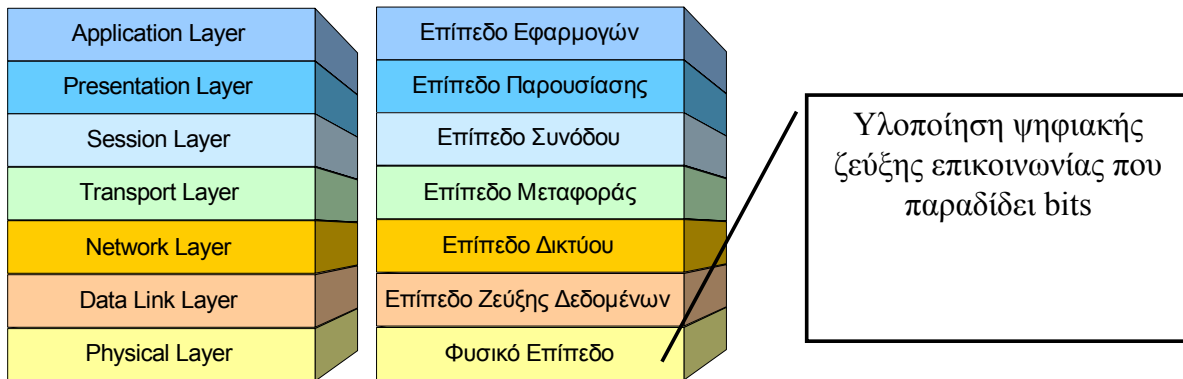 Application Layer
Presentation Layer
Session Layer
Transport Layer
Network Layer
Data Link Layer
Physical Layer
Επίπεδο Εφαρμογών
Επίπεδο Παρουσίασης
Επίπεδο Συνόδου
Επίπεδο Μεταφοράς
Επίπεδο Δικτύου
Επίπεδο Ζεύξης Δεδομένων
Φυσικό Επίπεδο
Υλοποίηση ψηφιακής
ζεύξης επικοινωνίας που
παραδίδει bits